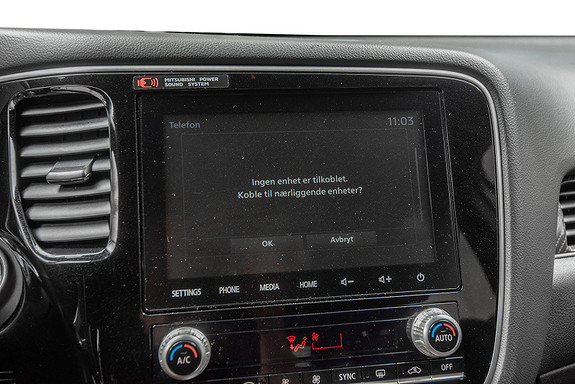 MITSUBISHI POWER
SOUND SYSTEM
Telefon 11:03
Ingen enhet er tilkoblet.
Koble til nærliggende enheter?
OK Avbryt
SETTINGS PHONE MEDIA HOME
A/C AUTO
SYNC OFF